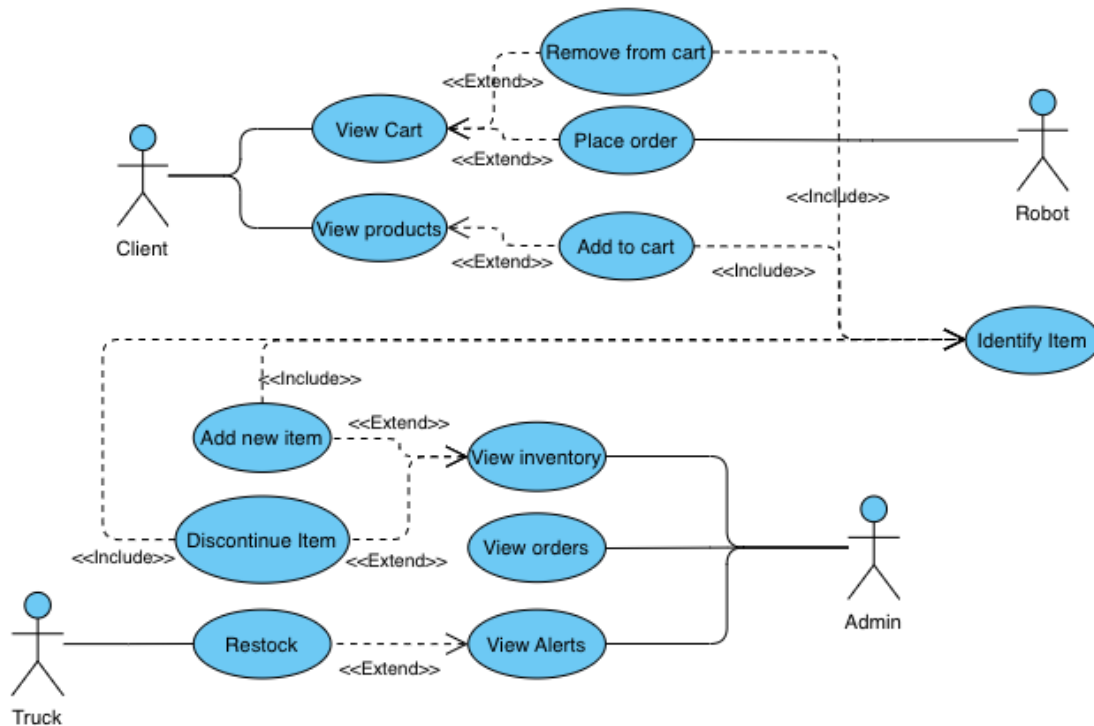 Remove from cart
<<Extend>>
View Cart
Place order
<<Extend>>
<<Include>>
Client
Robot
View products
Add to cart
<<Extend>>
<<Include>>
Identify Item
<<Include>>
<<Extend>>
Add new item
View inventory
Discontinue Item
View orders
<<Include>>
<<Extend>>
Admin
Restock
View Alerts
<<Extend>>
Truck